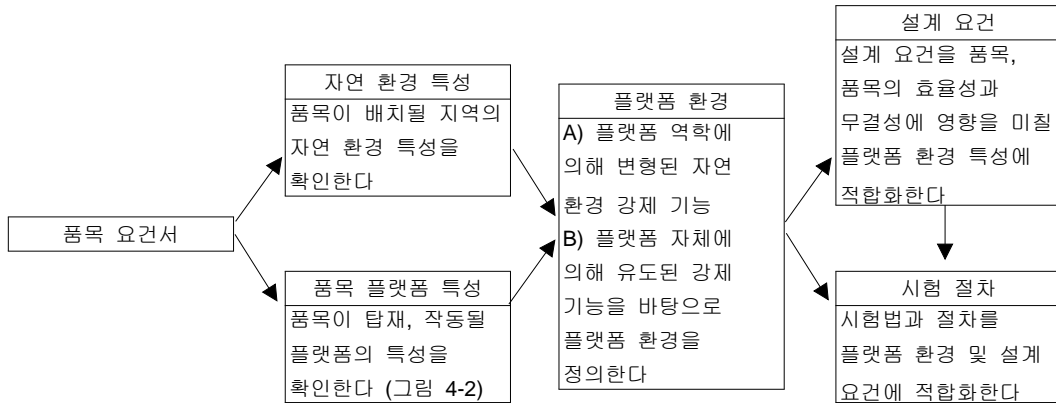 품목 요건서
자연 환경 특성
품목이 배치될 지역의
자연 환경 특성을
확인한다
품목 플랫폼 특성
품목이 탑재, 작동될
플랫폼의 특성을
확인한다 (그림 4-2)
플랫폼 환경
A) 플랫폼 역학에
의해 변형된 자연
환경 강제 기능
B) 플랫폼 자체에
의해 유도된 강제
기능을 바탕으로
플랫폼 환경을
정의한다
설계 요건
설계 요건을 품목,
품목의 효율성과
무결성에 영향을 미칠
플랫폼 환경 특성에
적합화한다
시험 절차
시험법과 절차를
플랫폼 환경 및 설계
요건에 적합화한다